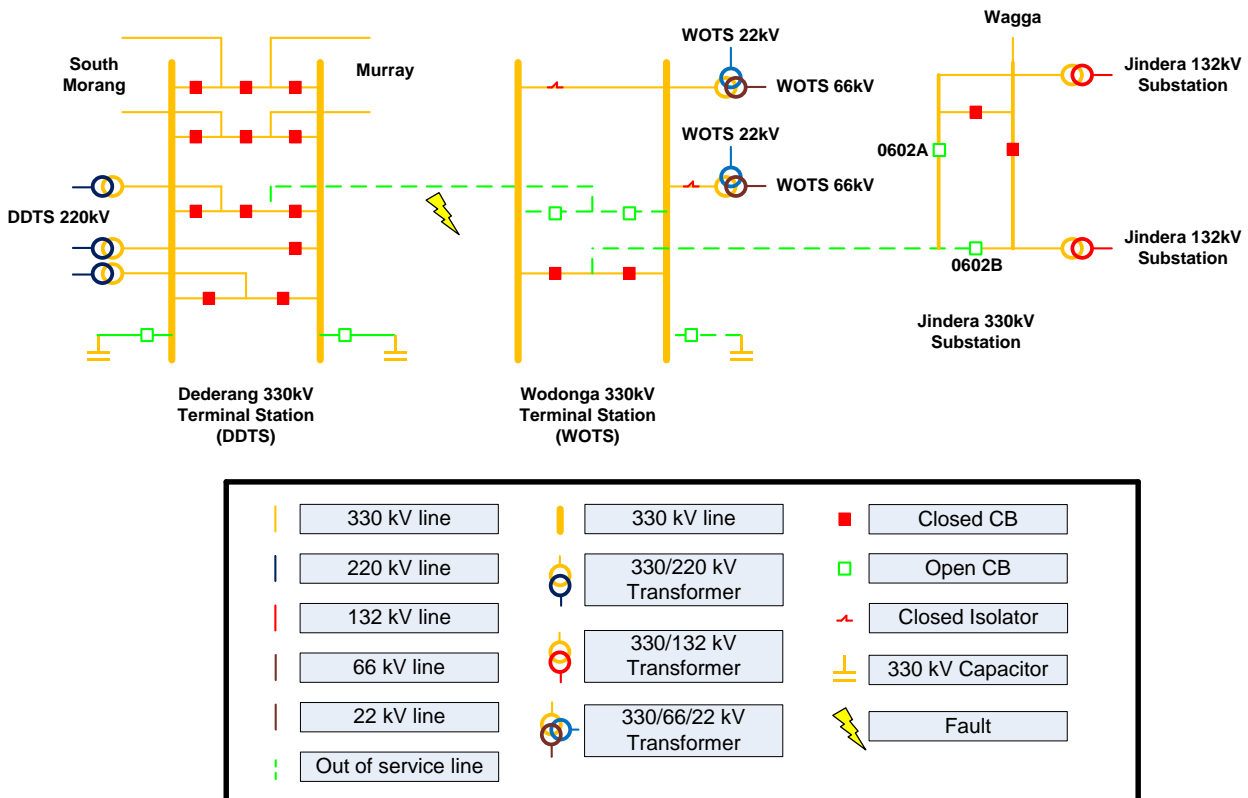 Wagga
WOTS 22kV
South
Morang
Murray
WOTS 66kV
Jindera 132kV
Substation
WOTS 22kV
0602A
WOTS 66kV
DDTS 220kV
0602B
Jindera 132kV
Substation
Jindera 330kV
Substation
Dederang 330kV
Terminal Station
(DDTS)
Wodonga 330kV
Terminal Station
(WOTS)
330 kV line
330 kV line
Closed CB
220 kV line
330/220 kV
Transformer
Open CB
132 kV line
330/132 kV
Transformer
Closed Isolator
66 kV line
330 kV Capacitor
22 kV line
330/66/22 kV
Transformer
Fault
Out of service line